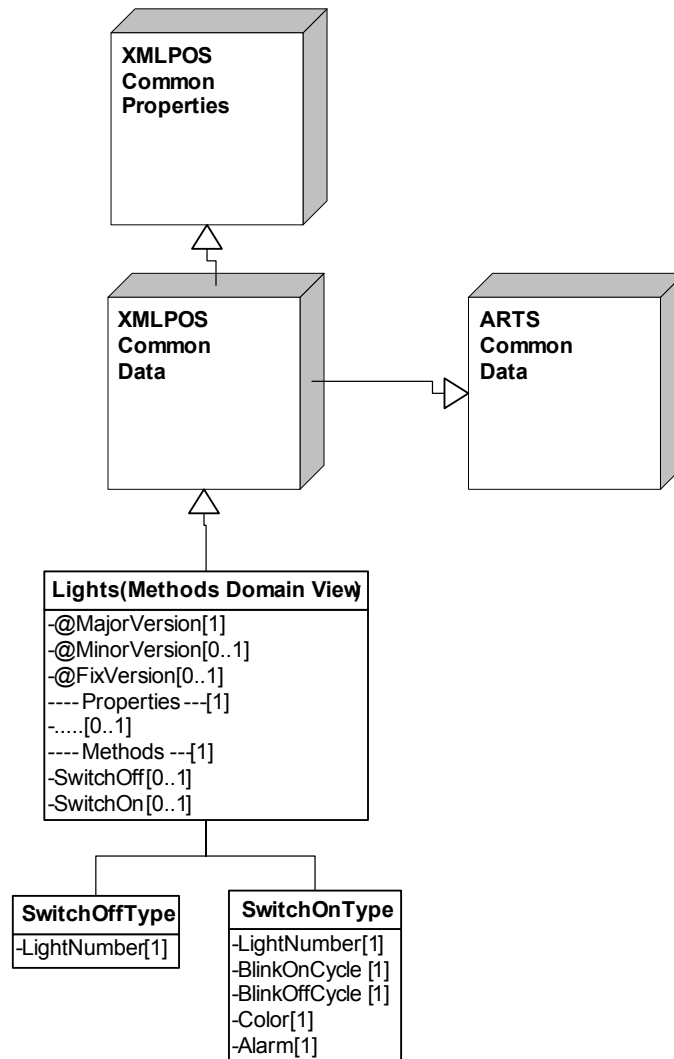 XMLPOS
Common
Properties
XMLPOS
Common
Data
ARTS
Common
Data
Lights(Methods Domain View)
-@MajorVersion[1]
-@MinorVersion[0..1]
-@FixVersion[0..1]
---- Properties ---[1]
-.....[0..1]
---- Methods ---[1]
-SwitchOff[0..1]
-SwitchOn[0..1]
SwitchOffType
-LightNumber[1]
SwitchOnType
-LightNumber[1]
-BlinkOnCycle [1]
-BlinkOffCycle [1]
-Color[1]
-Alarm[1]